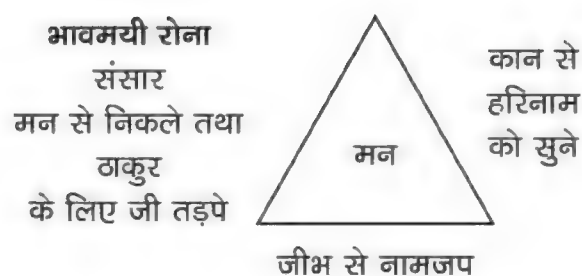 भावमयी रोना
संसार
मन से निकले तथा
ठाकुर
के लिए जी तड़पे
मन
कान से
हरिनाम
को सुने
जीभ से नामजप